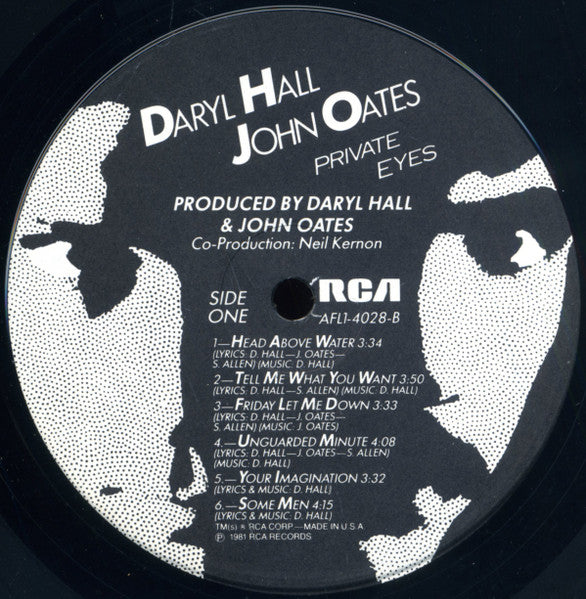 DARYL HALL
JOHN OATES
PRIVATE
EYES
PRODUCED BY DARYL HALL
& JOHN OATES
Co-Production: Neil Kernon
SIDE
ONE
RCA
AFL1-4028-B
1—HEAD ABOVE WATER 3:34
(LYRICS: D. HALL—J. OATES—
S. ALLEN) (MUSIC: D. HALL)
2—TELL ME WHAT YOU WANT 3:50
(LYRICS: D. HALL—S. ALLEN) (MUSIC: D. HALL)
3—FRIDAY LET ME DOWN 3:33
(LYRICS: D. HALL—J. OATES—
S. ALLEN) (MUSIC: J. OATES)
4.—UNGUARDED MINUTE 4:08
(LYRICS: D. HALL—J. OATES—S. ALLEN)
(MUSIC: D. HALL)
5.—YOUR IMAGINATION 3:32
(LYRICS & MUSIC: D. HALL)
6.—SOME MEN 4:15
(LYRICS & MUSIC: D. HALL)
TM(s) ® RCA CORP—MADE IN U.S.A.
℗ 1981 RCA RECORDS